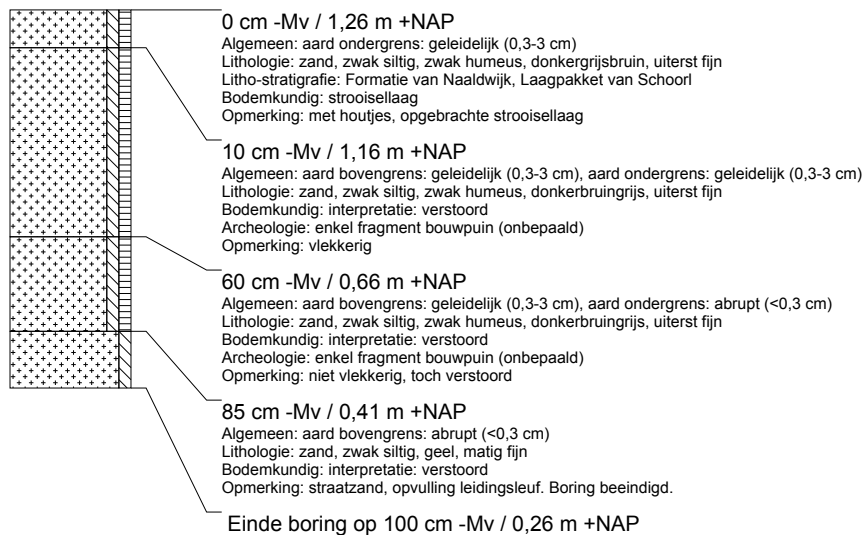 0 cm -Mv / 1,26 m +NAP
Algemeen: aard ondergrens: geleidelijk (0,3-3 cm)
Lithologie: zand, zwak siltig, zwak humeus, donkergrijsbruin, uiterst fijn
Litho-stratigrafie: Formatie van Naaldwijk, Laagpakket van Schoorl
Bodemkundig: strooisellaag
Opmerking: met houtjes, opgebrachte strooisellaag
10 cm -Mv / 1,16 m +NAP
Algemeen: aard bovengrens: geleidelijk (0,3-3 cm), aard ondergrens: geleidelijk (0,3-3 cm)
Lithologie: zand, zwak siltig, zwak humeus, donkerbruingrijs, uiterst fijn
Bodemkundig: interpretatie: verstoord
Archeologie: enkel fragment bouwpuin (onbepaald)
Opmerking: vlekkerig
60 cm -Mv / 0,66 m +NAP
Algemeen: aard bovengrens: geleidelijk (0,3-3 cm), aard ondergrens: abrupt (<0,3 cm)
Lithologie: zand, zwak siltig, zwak humeus, donkerbruingrijs, uiterst fijn
Bodemkundig: interpretatie: verstoord
Archeologie: enkel fragment bouwpuin (onbepaald)
Opmerking: niet vlekkerig, toch verstoord
85 cm -Mv / 0,41 m +NAP
Algemeen: aard bovengrens: abrupt (<0,3 cm)
Lithologie: zand, zwak siltig, geel, matig fijn
Bodemkundig: interpretatie: verstoord
Opmerking: straatzand, opvulling leidingsleuf. Boring beeindigd.
Einde boring op 100 cm -Mv / 0,26 m +NAP